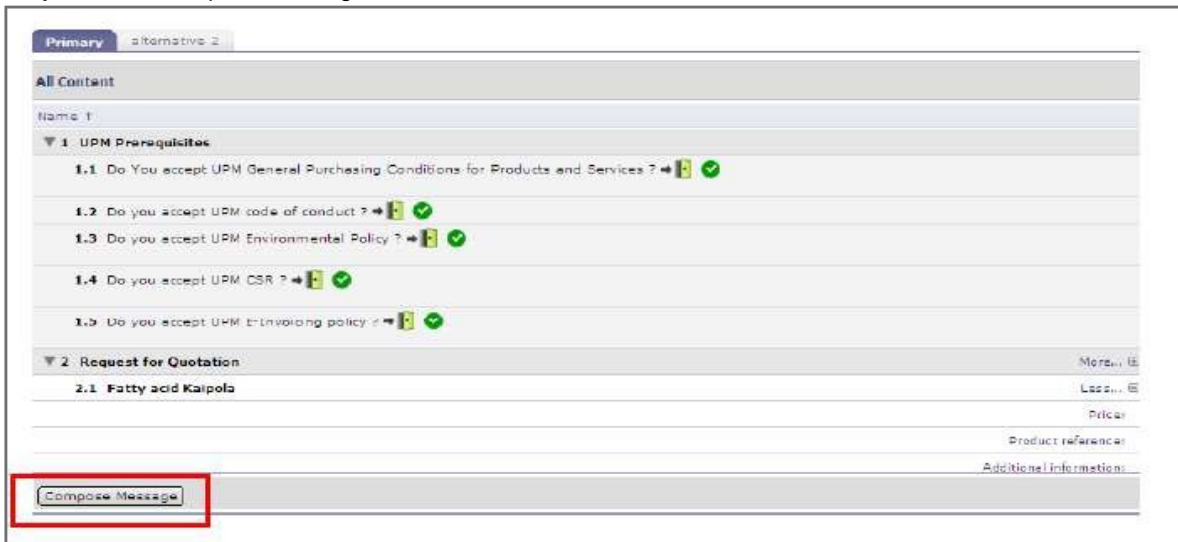 Primary alternative 2
All Content
Name ↑
▼ 1 UPM Prerequisites
1.1 Do You accept UPM General Purchasing Conditions for Products and Services ?
1.2 Do you accept UPM code of conduct ?
1.3 Do you accept UPM Environmental Policy ?
1.4 Do you accept UPM CSR ?
1.5 Do you accept UPM E-Invoicing policy ?
▼ 2 Request for Quotation More...
2.1 Fatty acid Kaipola Less...
Price:
Product reference:
Additional information:
Compose Message